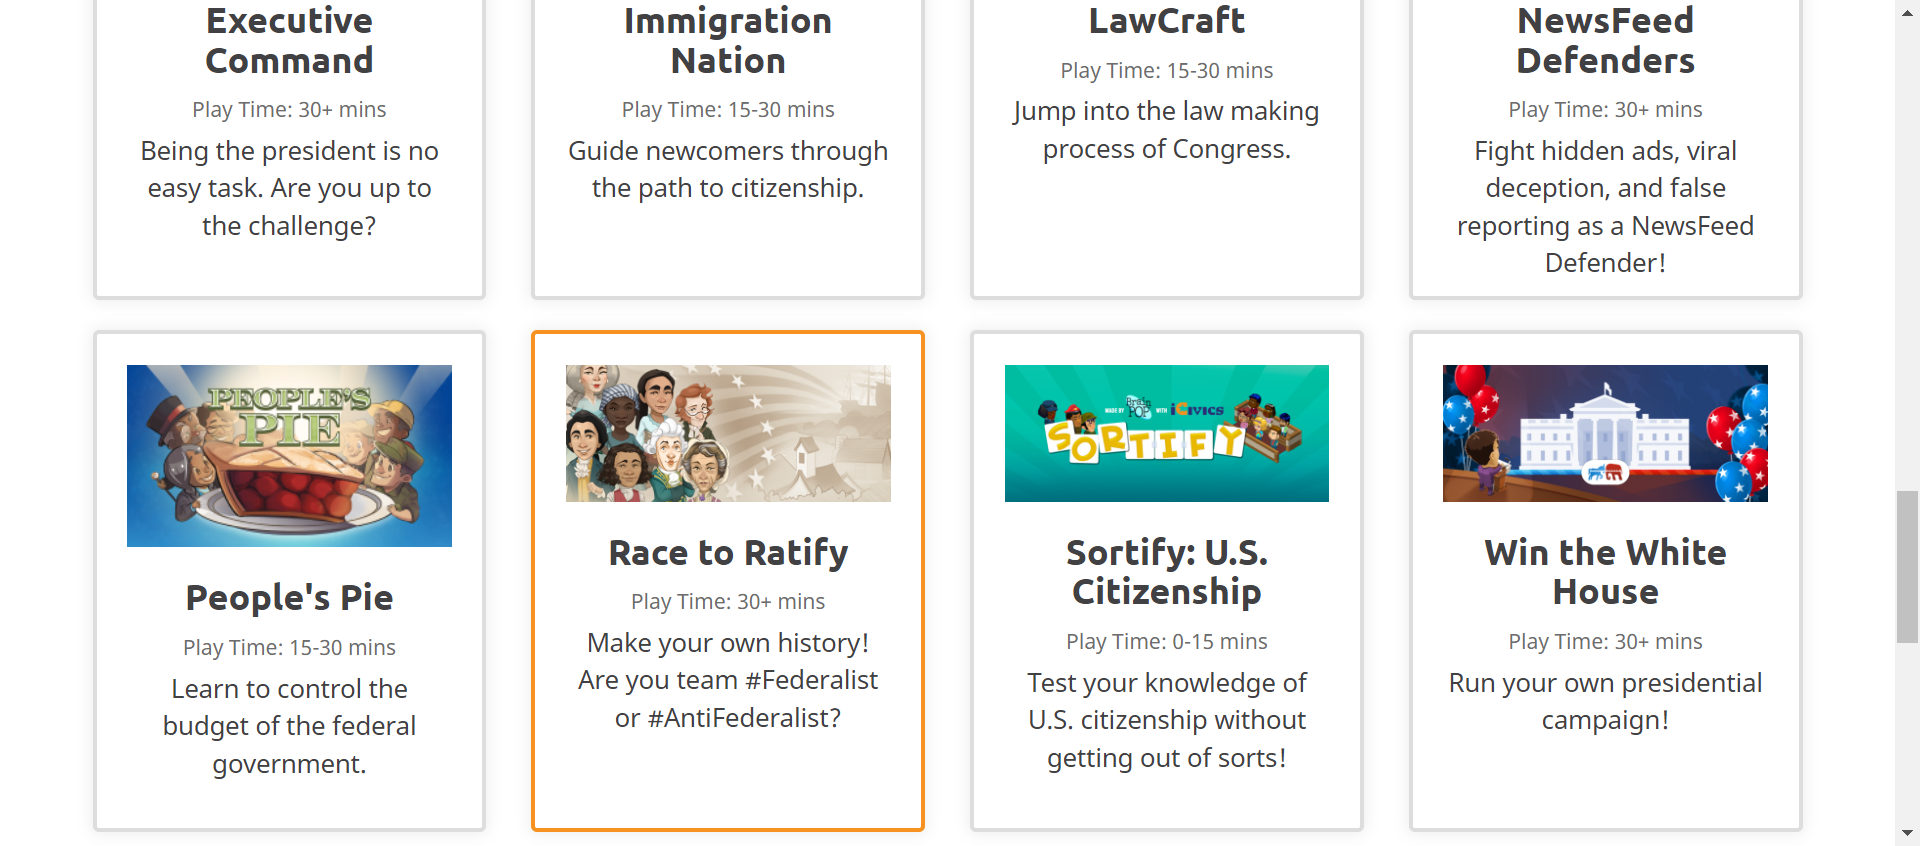 Executive
Command
Play Time: 30+ mins
Being the president is no
easy task. Are you up to
the challenge?
Immigration
Nation
Play Time: 15-30 mins
Guide newcomers through
the path to citizenship.
LawCraft
Play Time: 15-30 mins
Jump into the law making
process of Congress.
NewsFeed
Defenders
Play Time: 30+ mins
Fight hidden ads, viral
deception, and false
reporting as a NewsFeed
Defender!
PEOPLE'S
PIE
People's Pie
Play Time: 15-30 mins
Learn to control the
budget of the federal
government.
Race to Ratify
Play Time: 30+ mins
Make your own history!
Are you team #Federalist
or #AntiFederalist?
MADE BY Brain POP WITH iCivics
SORTIFY
Sortify: U.S.
Citizenship
Play Time: 0-15 mins
Test your knowledge of
U.S. citizenship without
getting out of sorts!
Win the White
House
Play Time: 30+ mins
Run your own presidential
campaign!